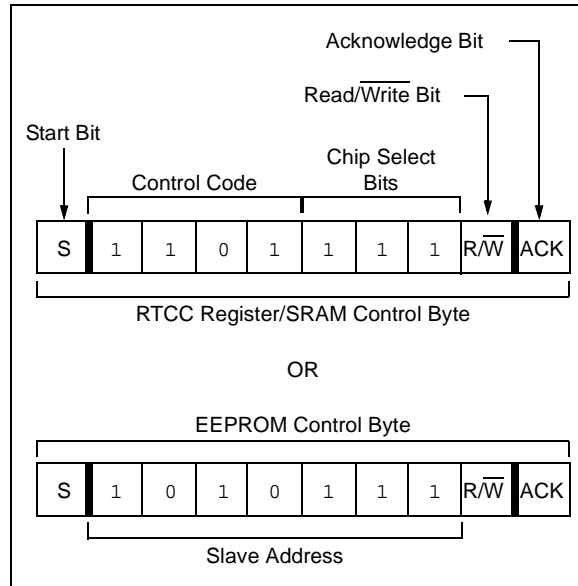 Acknowledge Bit
Read/Write Bit
Start Bit
Chip Select
Bits
Control Code
S 1 1 0 1 1 1 1 R/W ACK
RTCC Register/SRAM Control Byte
OR
EEPROM Control Byte
S 1 0 1 0 1 1 1 R/W ACK
Slave Address